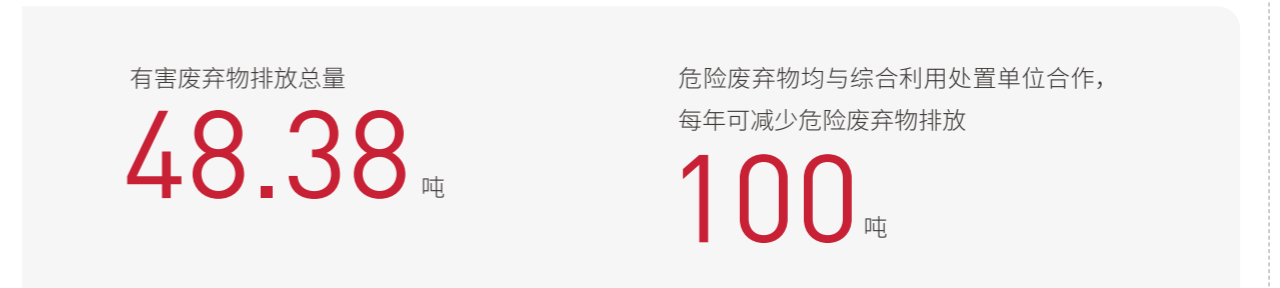 有害废弃物排放总量
48.38 吨
危险废弃物均与综合利用处置单位合作，
每年可减少危险废弃物排放
100 吨